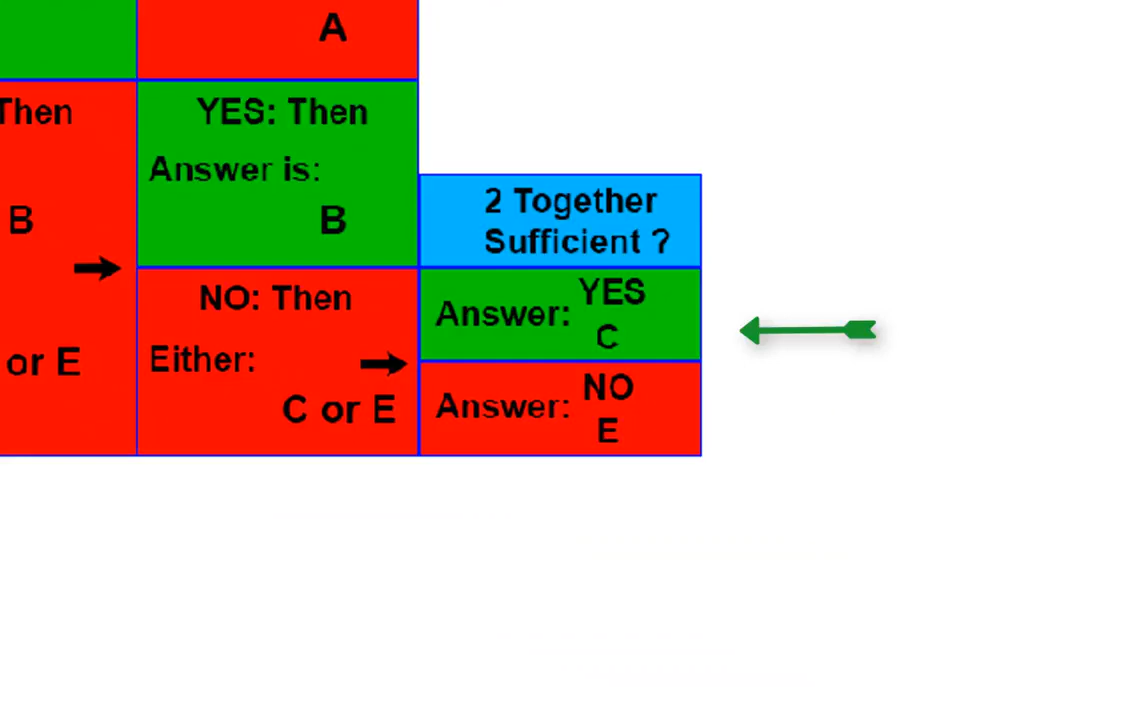 A
Then
B
or E
YES: Then
Answer is:
B
NO: Then
Either:
C or E
2 Together
Sufficient ?
YES
Answer:
C
NO
Answer:
E